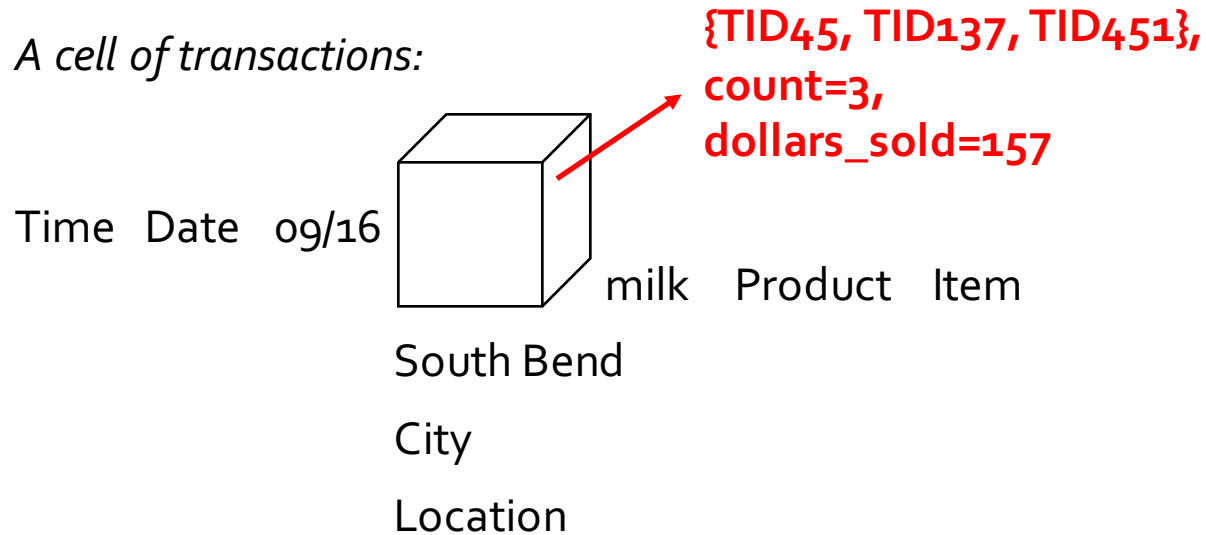 A cell of transactions:
{TID45, TID137, TID451},
count=3,
dollars_sold=157
Time Date 09/16
milk Product Item
South Bend
City
Location